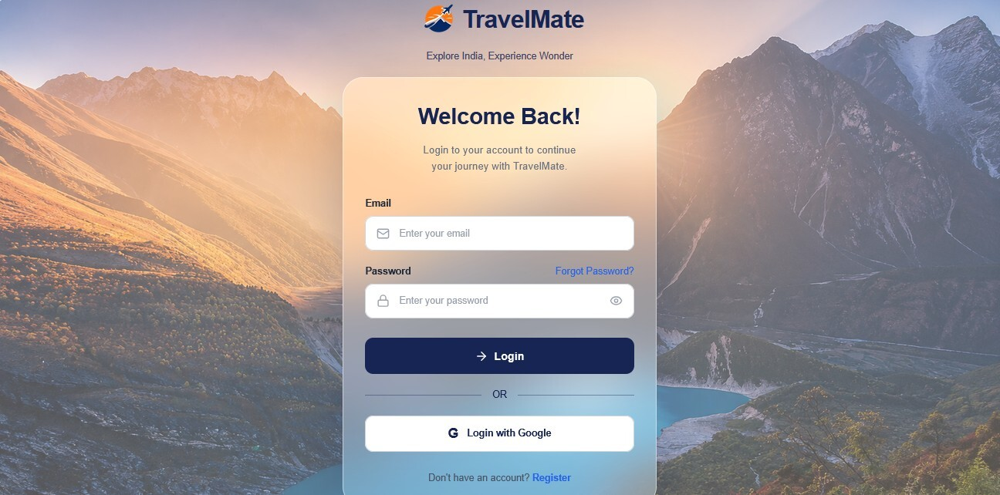 TravelMate
Explore India, Experience Wonder
Welcome Back!
Login to your account to continue
your journey with TravelMate.
Email
Enter your email
Password
Forgot Password?
Enter your password
Login
OR
G Login with Google
Don't have an account? Register